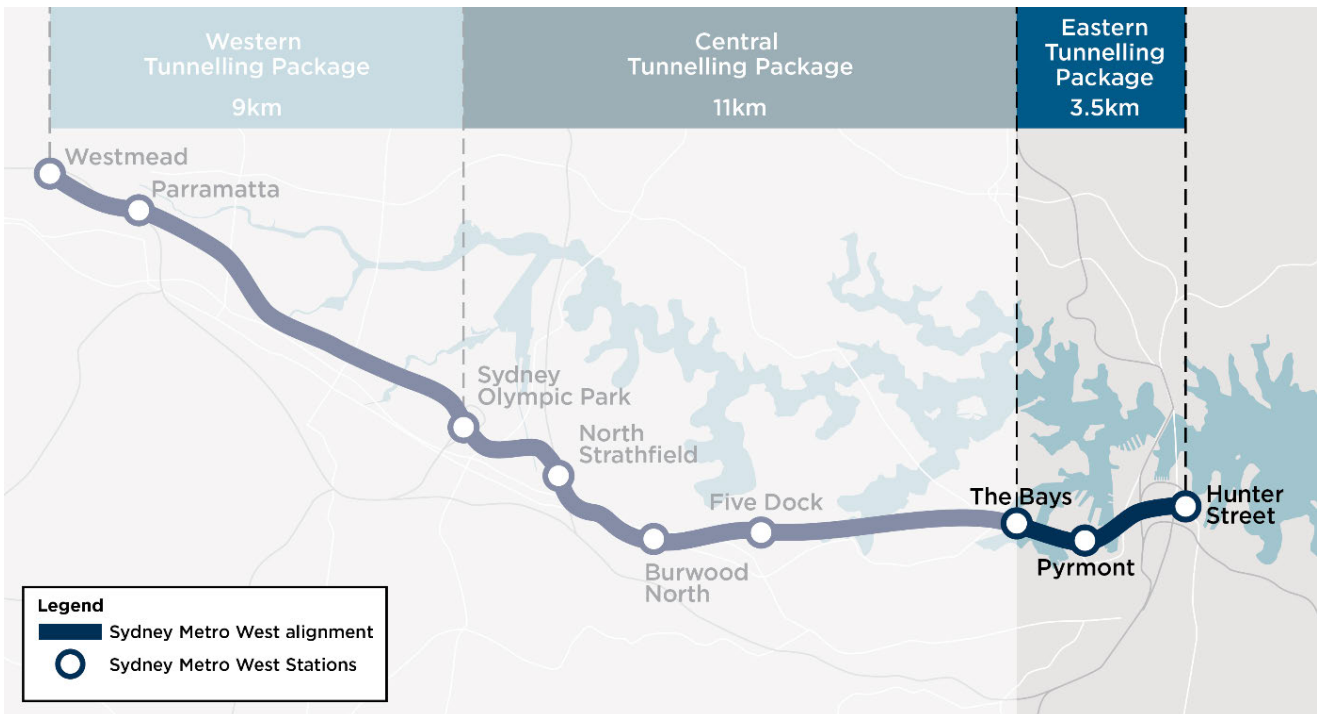 Western
Tunnelling Package
9km
Central
Tunnelling Package
11km
Eastern
Tunnelling
Package
3.5km
Westmead
Parramatta
Sydney
Olympic Park
North
Strathfield
Five Dock
Burwood
North
The Bays
Pyrmont
Hunter
Street
Legend
Sydney Metro West alignment
Sydney Metro West Stations